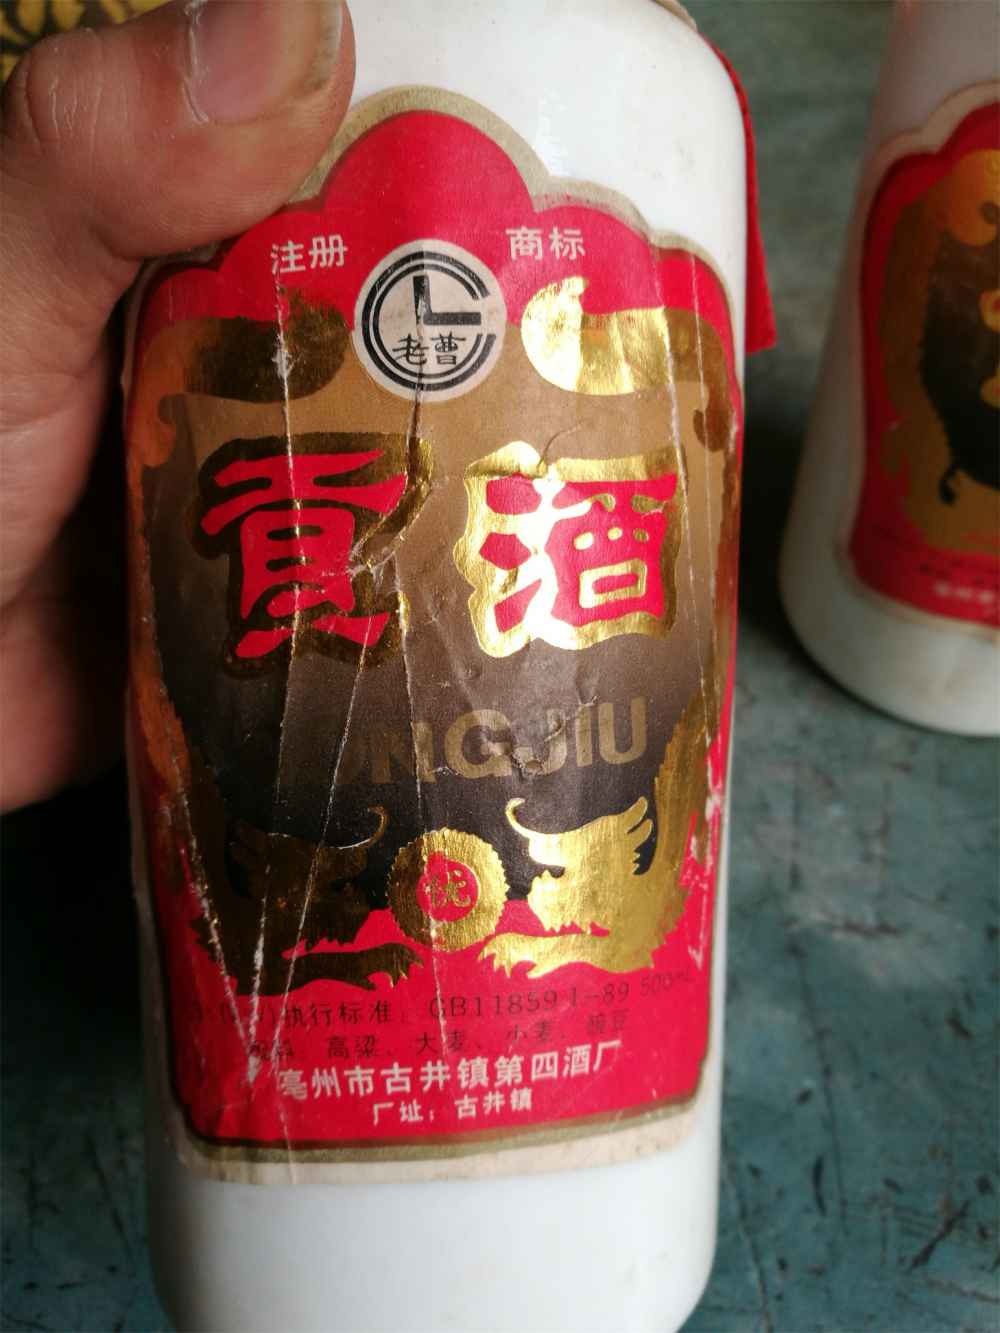 注册 商标
老曹
贡酒
GONGJIU
优
执行标准: GB11859.1-89 500mL
高粱、大麦、小麦、豌豆
亳州市古井镇第四酒厂
厂址: 古井镇